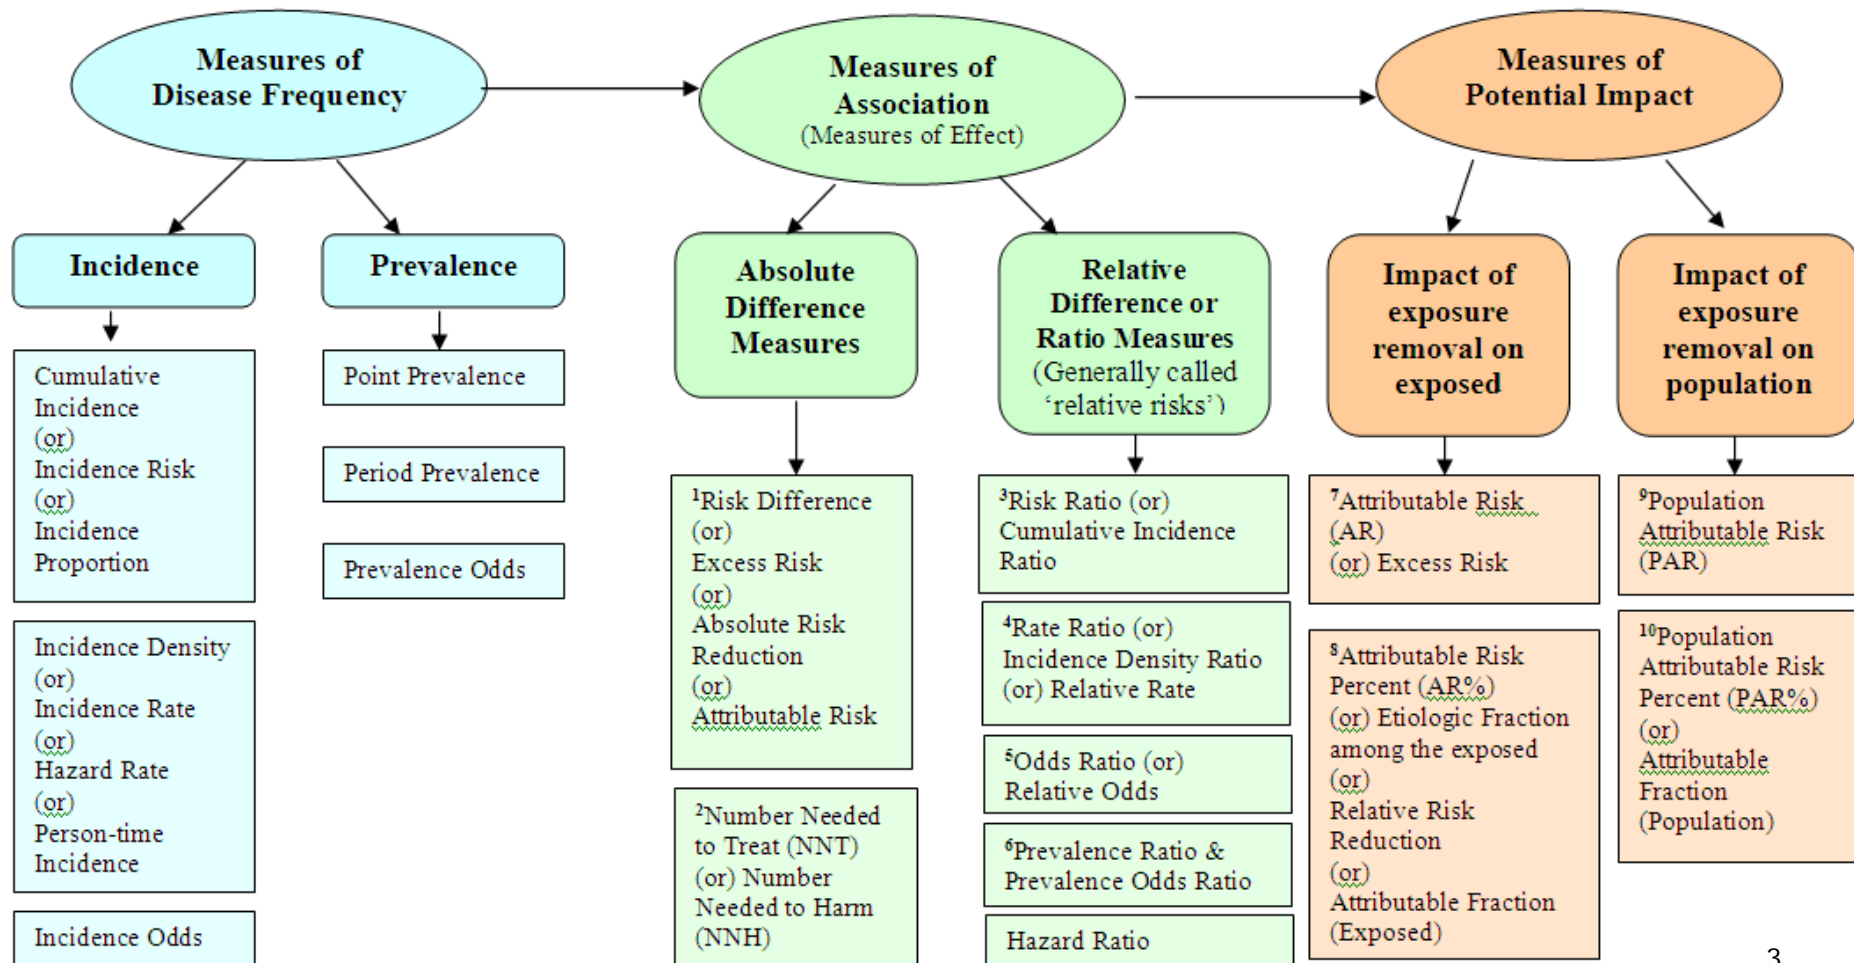 Measures of
Disease Frequency
Measures of
Association
(Measures of Effect)
Measures of
Potential Impact
Incidence
Prevalence
Absolute
Difference
Measures
Relative
Difference or
Ratio Measures
(Generally called
‘relative risks’)
Impact of
exposure
removal on
exposed
Impact of
exposure
removal on
population
Cumulative
Incidence
(or)
Incidence Risk
(or)
Incidence
Proportion
Incidence Density
(or)
Incidence Rate
(or)
Hazard Rate
(or)
Person-time
Incidence
Incidence Odds
Point Prevalence
Period Prevalence
Prevalence Odds
¹Risk Difference
(or)
Excess Risk
(or)
Absolute Risk
Reduction
(or)
Attributable Risk
²Number Needed
to Treat (NNT)
(or) Number
Needed to Harm
(NNH)
³Risk Ratio (or)
Cumulative Incidence
Ratio
⁴Rate Ratio (or)
Incidence Density Ratio
(or) Relative Rate
⁵Odds Ratio (or)
Relative Odds
⁶Prevalence Ratio &
Prevalence Odds Ratio
Hazard Ratio
⁷Attributable Risk
(AR)
(or) Excess Risk
⁸Attributable Risk
Percent (AR%)
(or) Etiologic Fraction
among the exposed
(or)
Relative Risk
Reduction
(or)
Attributable Fraction
(Exposed)
⁹Population
Attributable Risk
(PAR)
¹⁰Population
Attributable Risk
Percent (PAR%)
(or)
Attributable
Fraction
(Population)
3